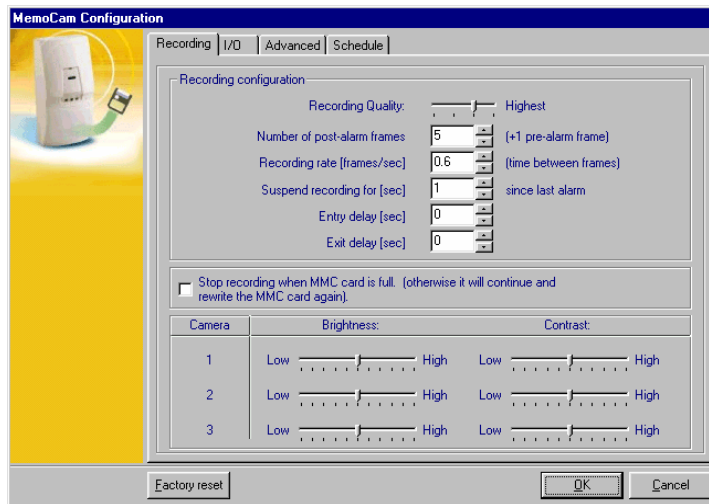 MemoCam Configuration
Recording I/O Advanced Schedule
Recording configuration
Recording Quality: Highest
Number of post-alarm frames 5 (+1 pre-alarm frame)
Recording rate [frames/sec] 0.6 (time between frames)
Suspend recording for [sec] 1 since last alarm
Entry delay [sec] 0
Exit delay [sec] 0
Stop recording when MMC card is full. (otherwise it will continue and
rewrite the MMC card again).
Camera Brightness: Contrast:
1 Low High Low High
2 Low High Low High
3 Low High Low High
Factory reset OK Cancel